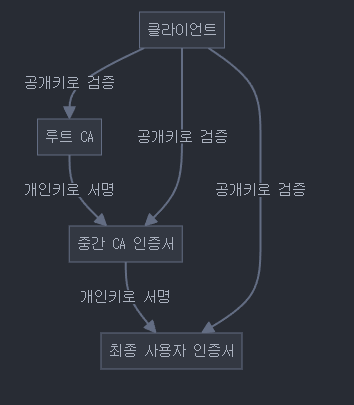 클라이언트
공개키로 검증
루트 CA
공개키로 검증
개인키로 서명
공개키로 검증
중간 CA 인증서
개인키로 서명
최종 사용자 인증서